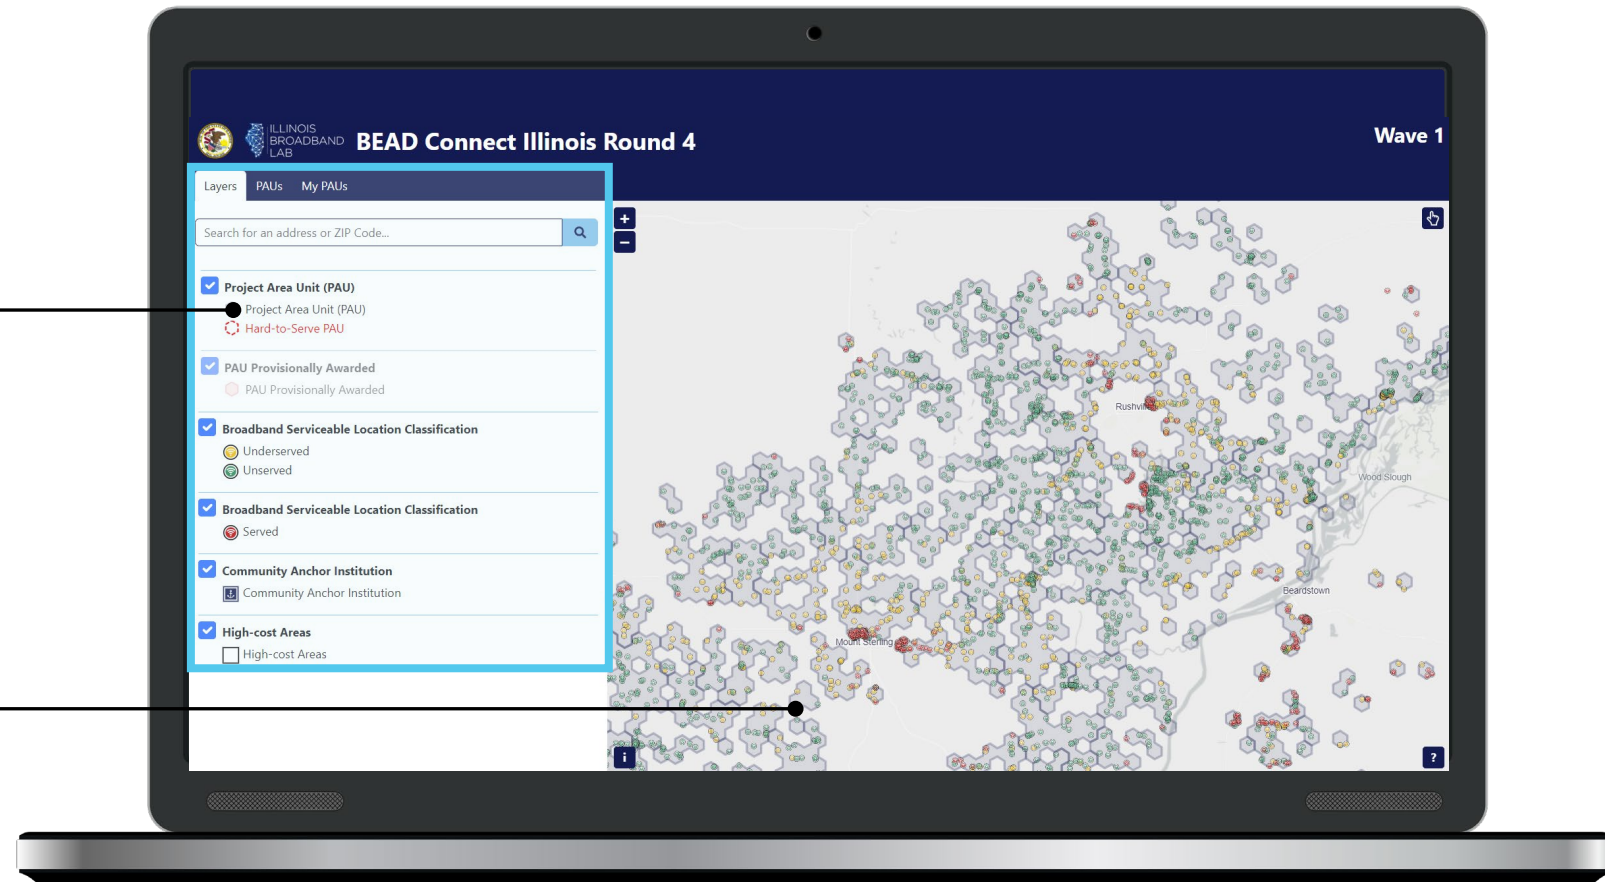 ILLINOIS
BROADBAND
LAB
BEAD Connect Illinois Round 4
Wave 1
Layers
PAUs
My PAUs
Search for an address or ZIP Code...
Project Area Unit (PAU)
Project Area Unit (PAU)
Hard-to-Serve PAU
PAU Provisionally Awarded
PAU Provisionally Awarded
Broadband Serviceable Location Classification
Underserved
Unserved
Broadband Serviceable Location Classification
Served
Community Anchor Institution
Community Anchor Institution
High-cost Areas
High-cost Areas
+
−
Wood Slough
Beardstown
Mount Sterling
i
?